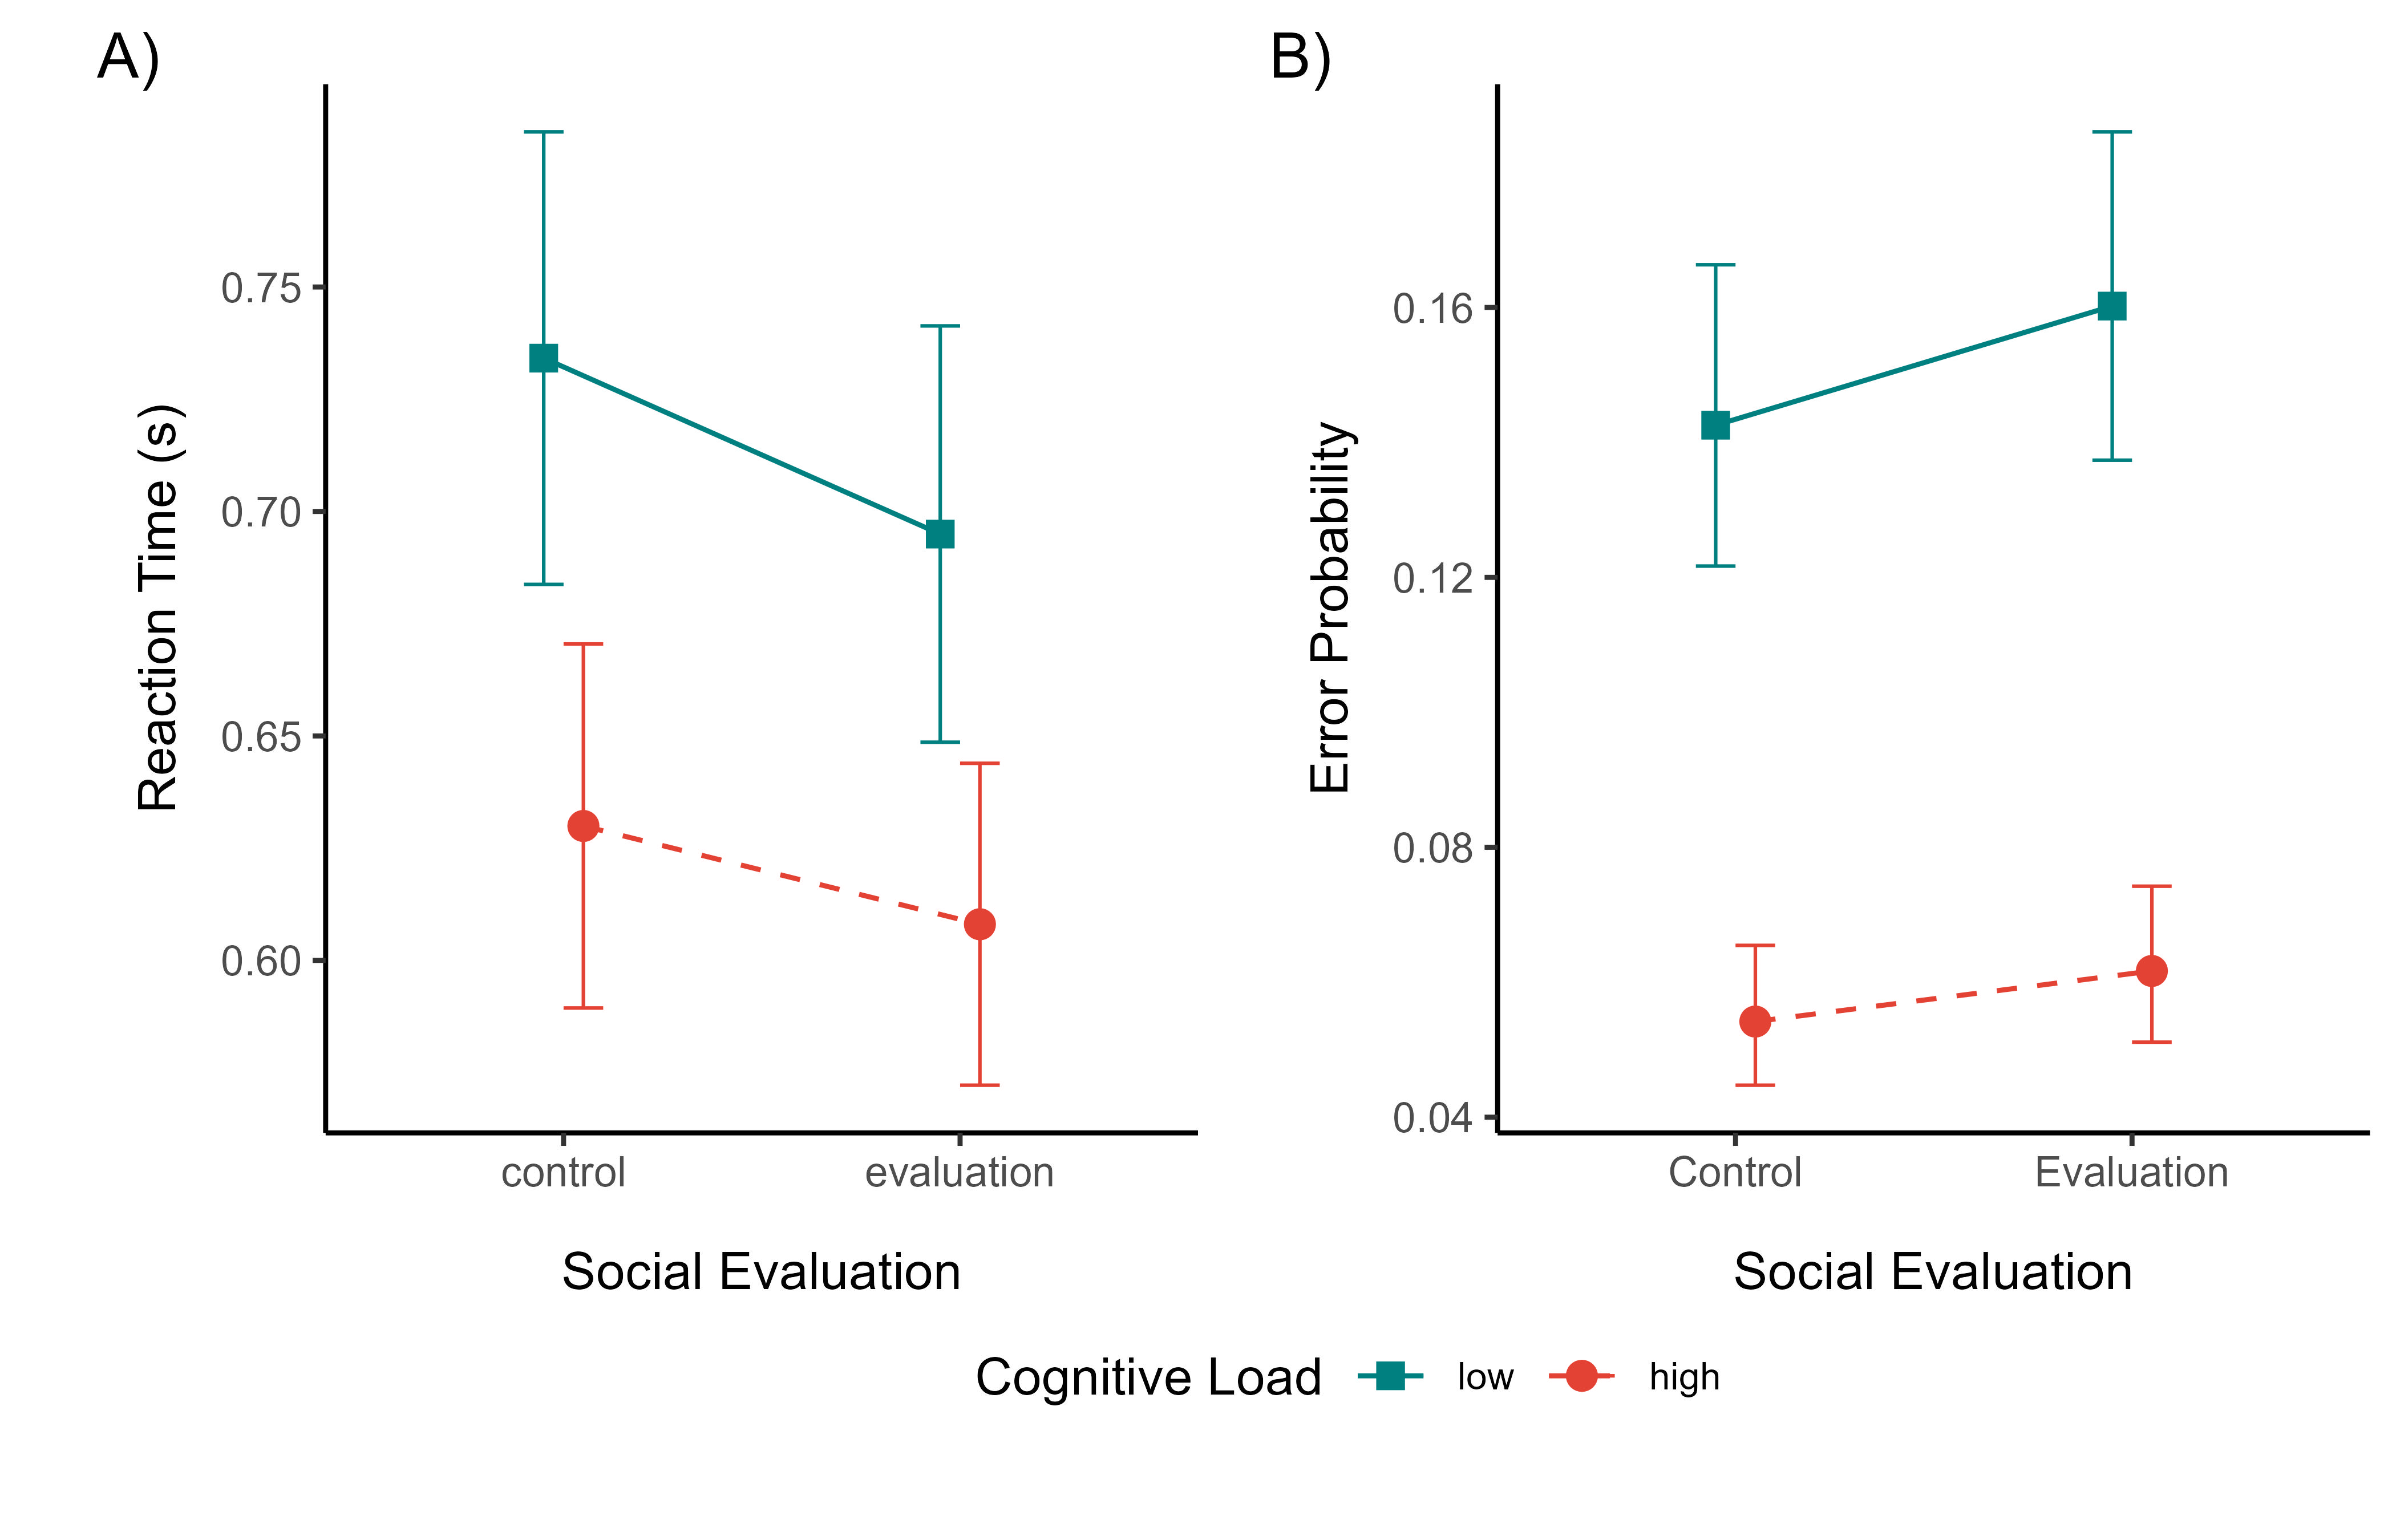 A)
Reaction Time (s)
0.75
0.70
0.65
0.60
control evaluation
Social Evaluation
B)
Error Probability
0.16
0.12
0.08
0.04
Control Evaluation
Social Evaluation
Cognitive Load low high